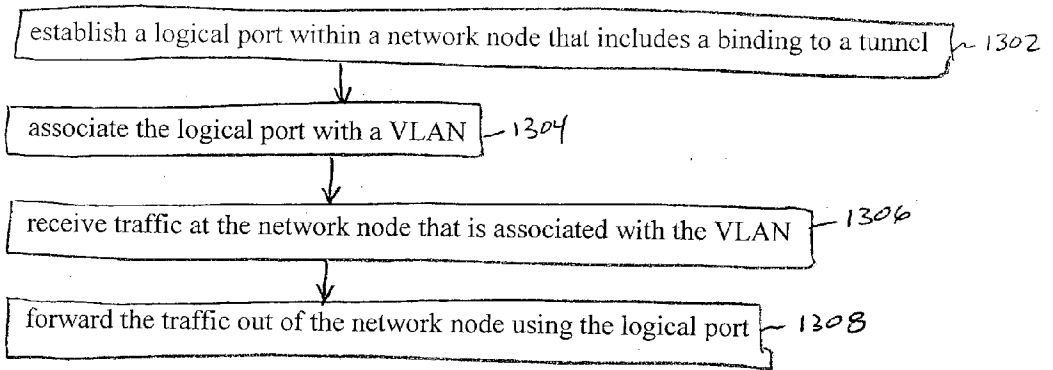 establish a logical port within a network node that includes a binding to a tunnel 1302
associate the logical port with a VLAN 1304
receive traffic at the network node that is associated with the VLAN 1306
forward the traffic out of the network node using the logical port 1308